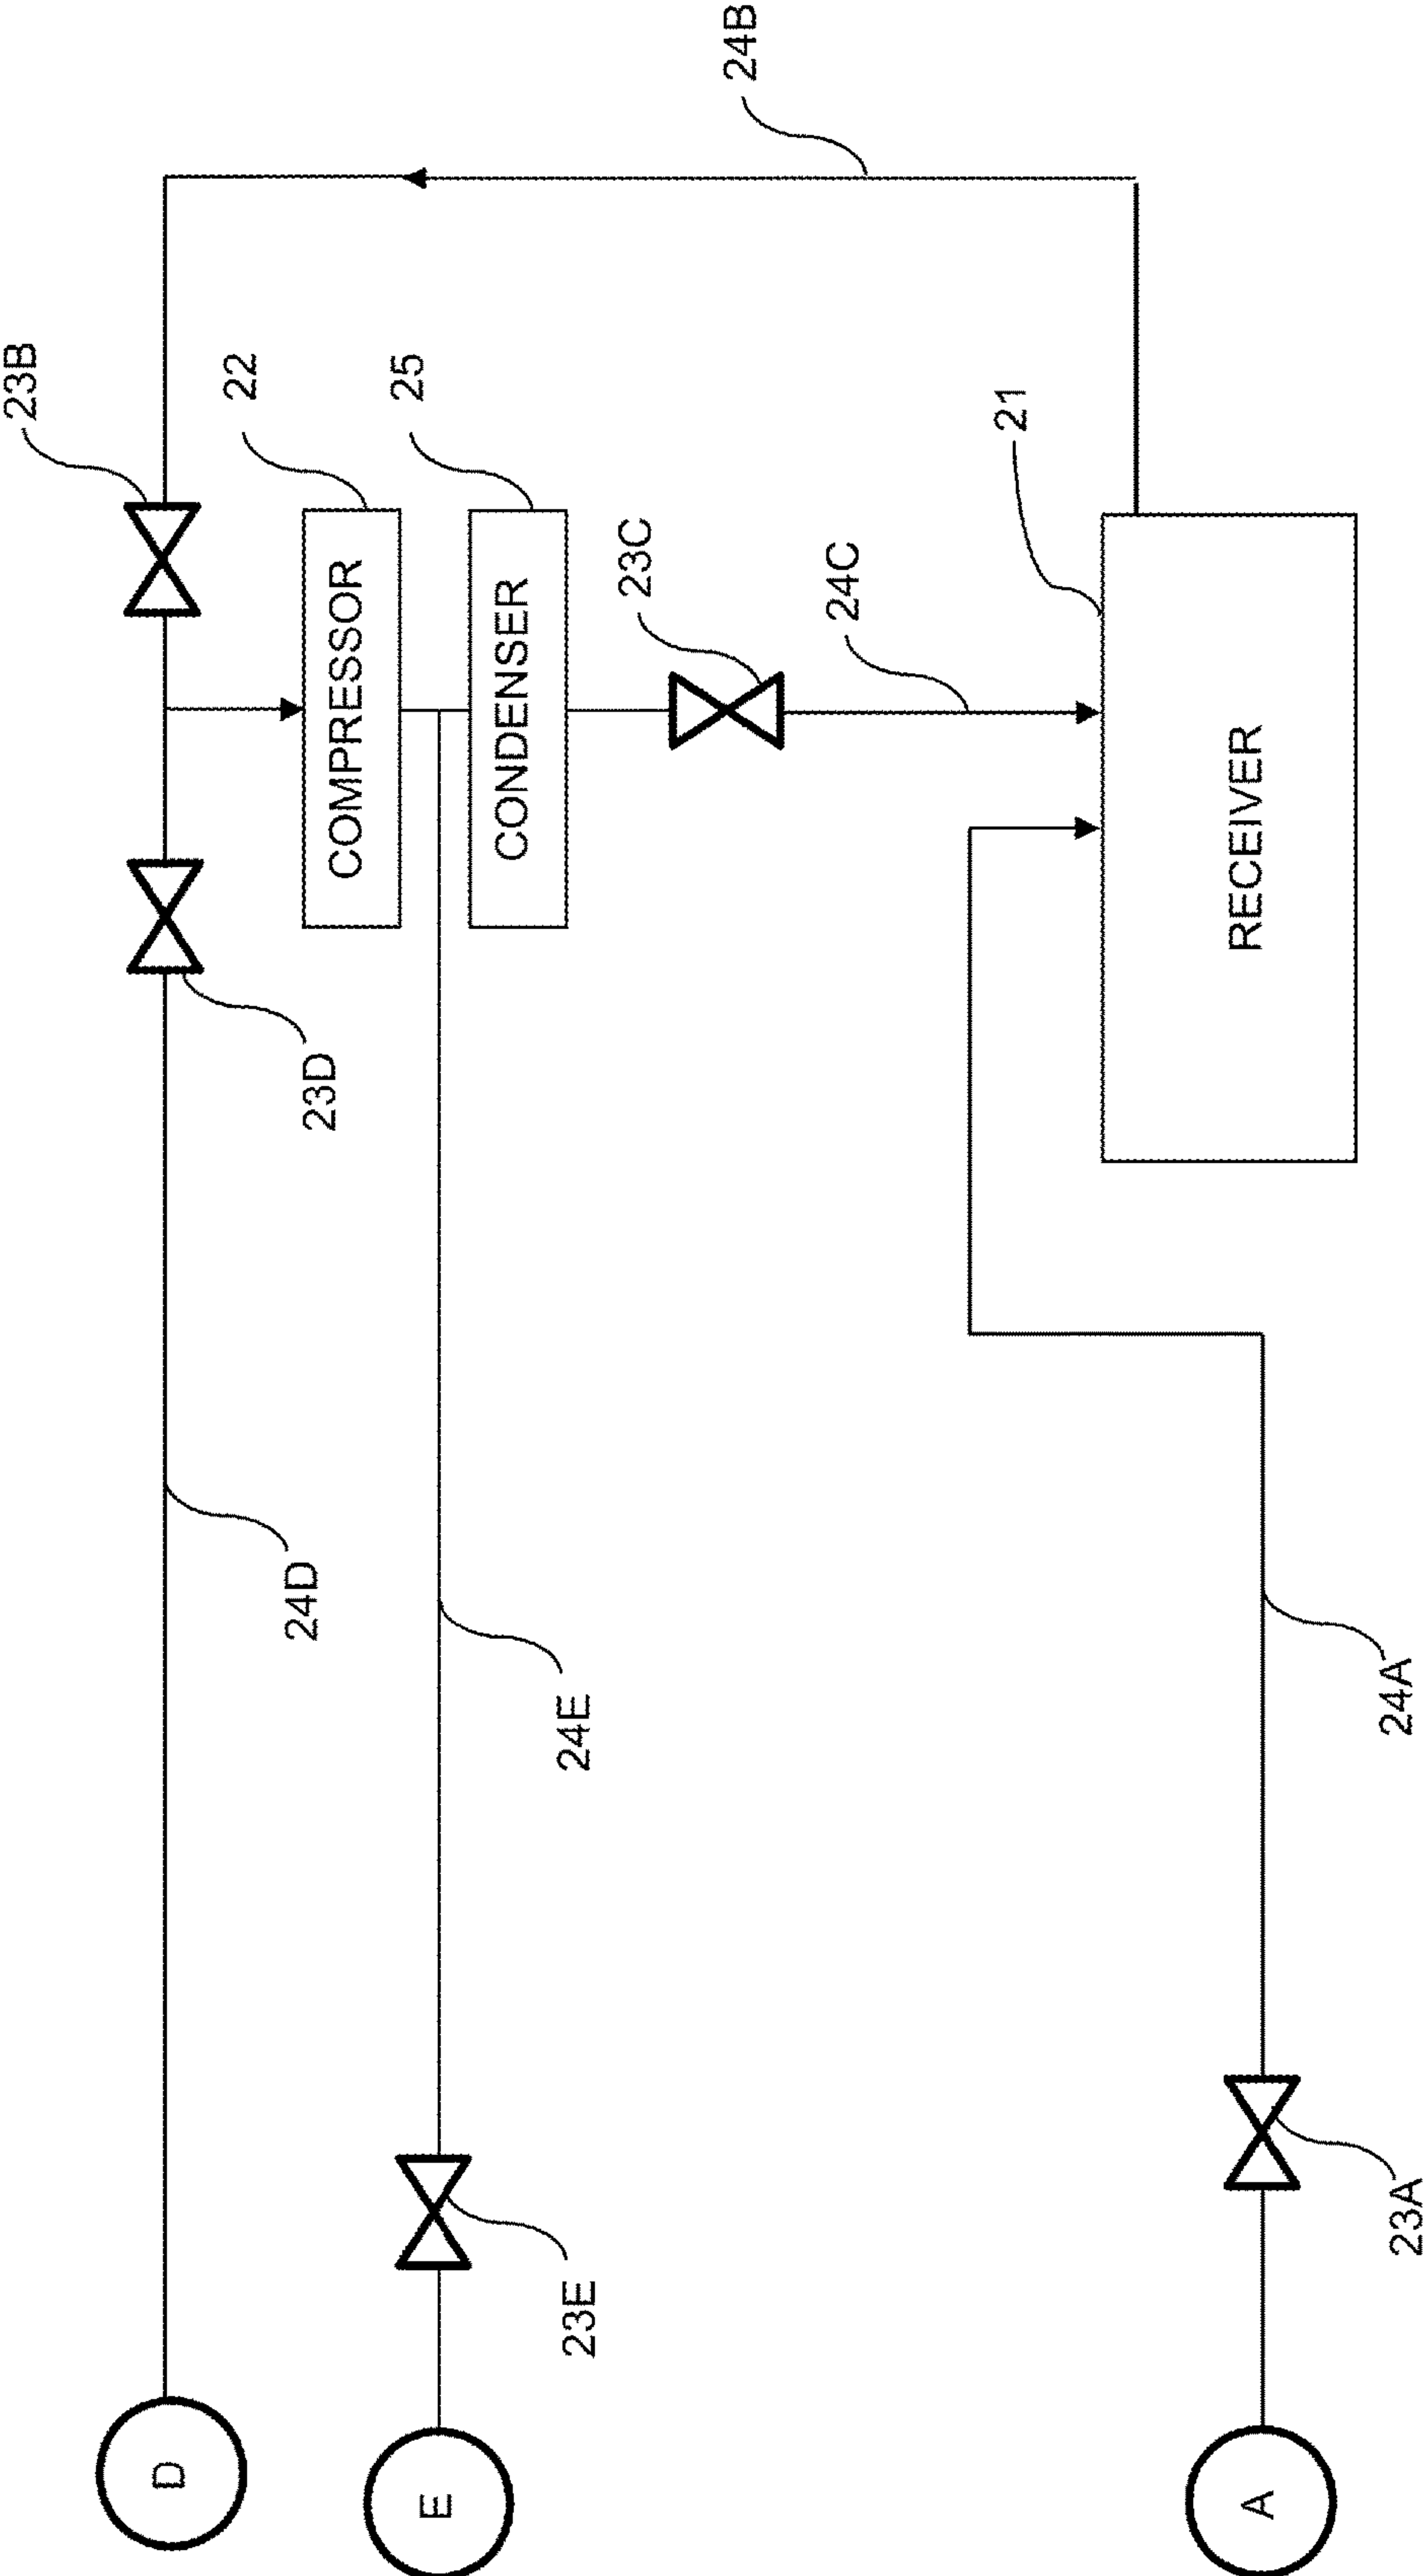 24B
23B
22
25
21
23C
24C
COMPRESSOR
CONDENSER
RECEIVER
23D
24D
24E
24A
23E
23A
D
E
A